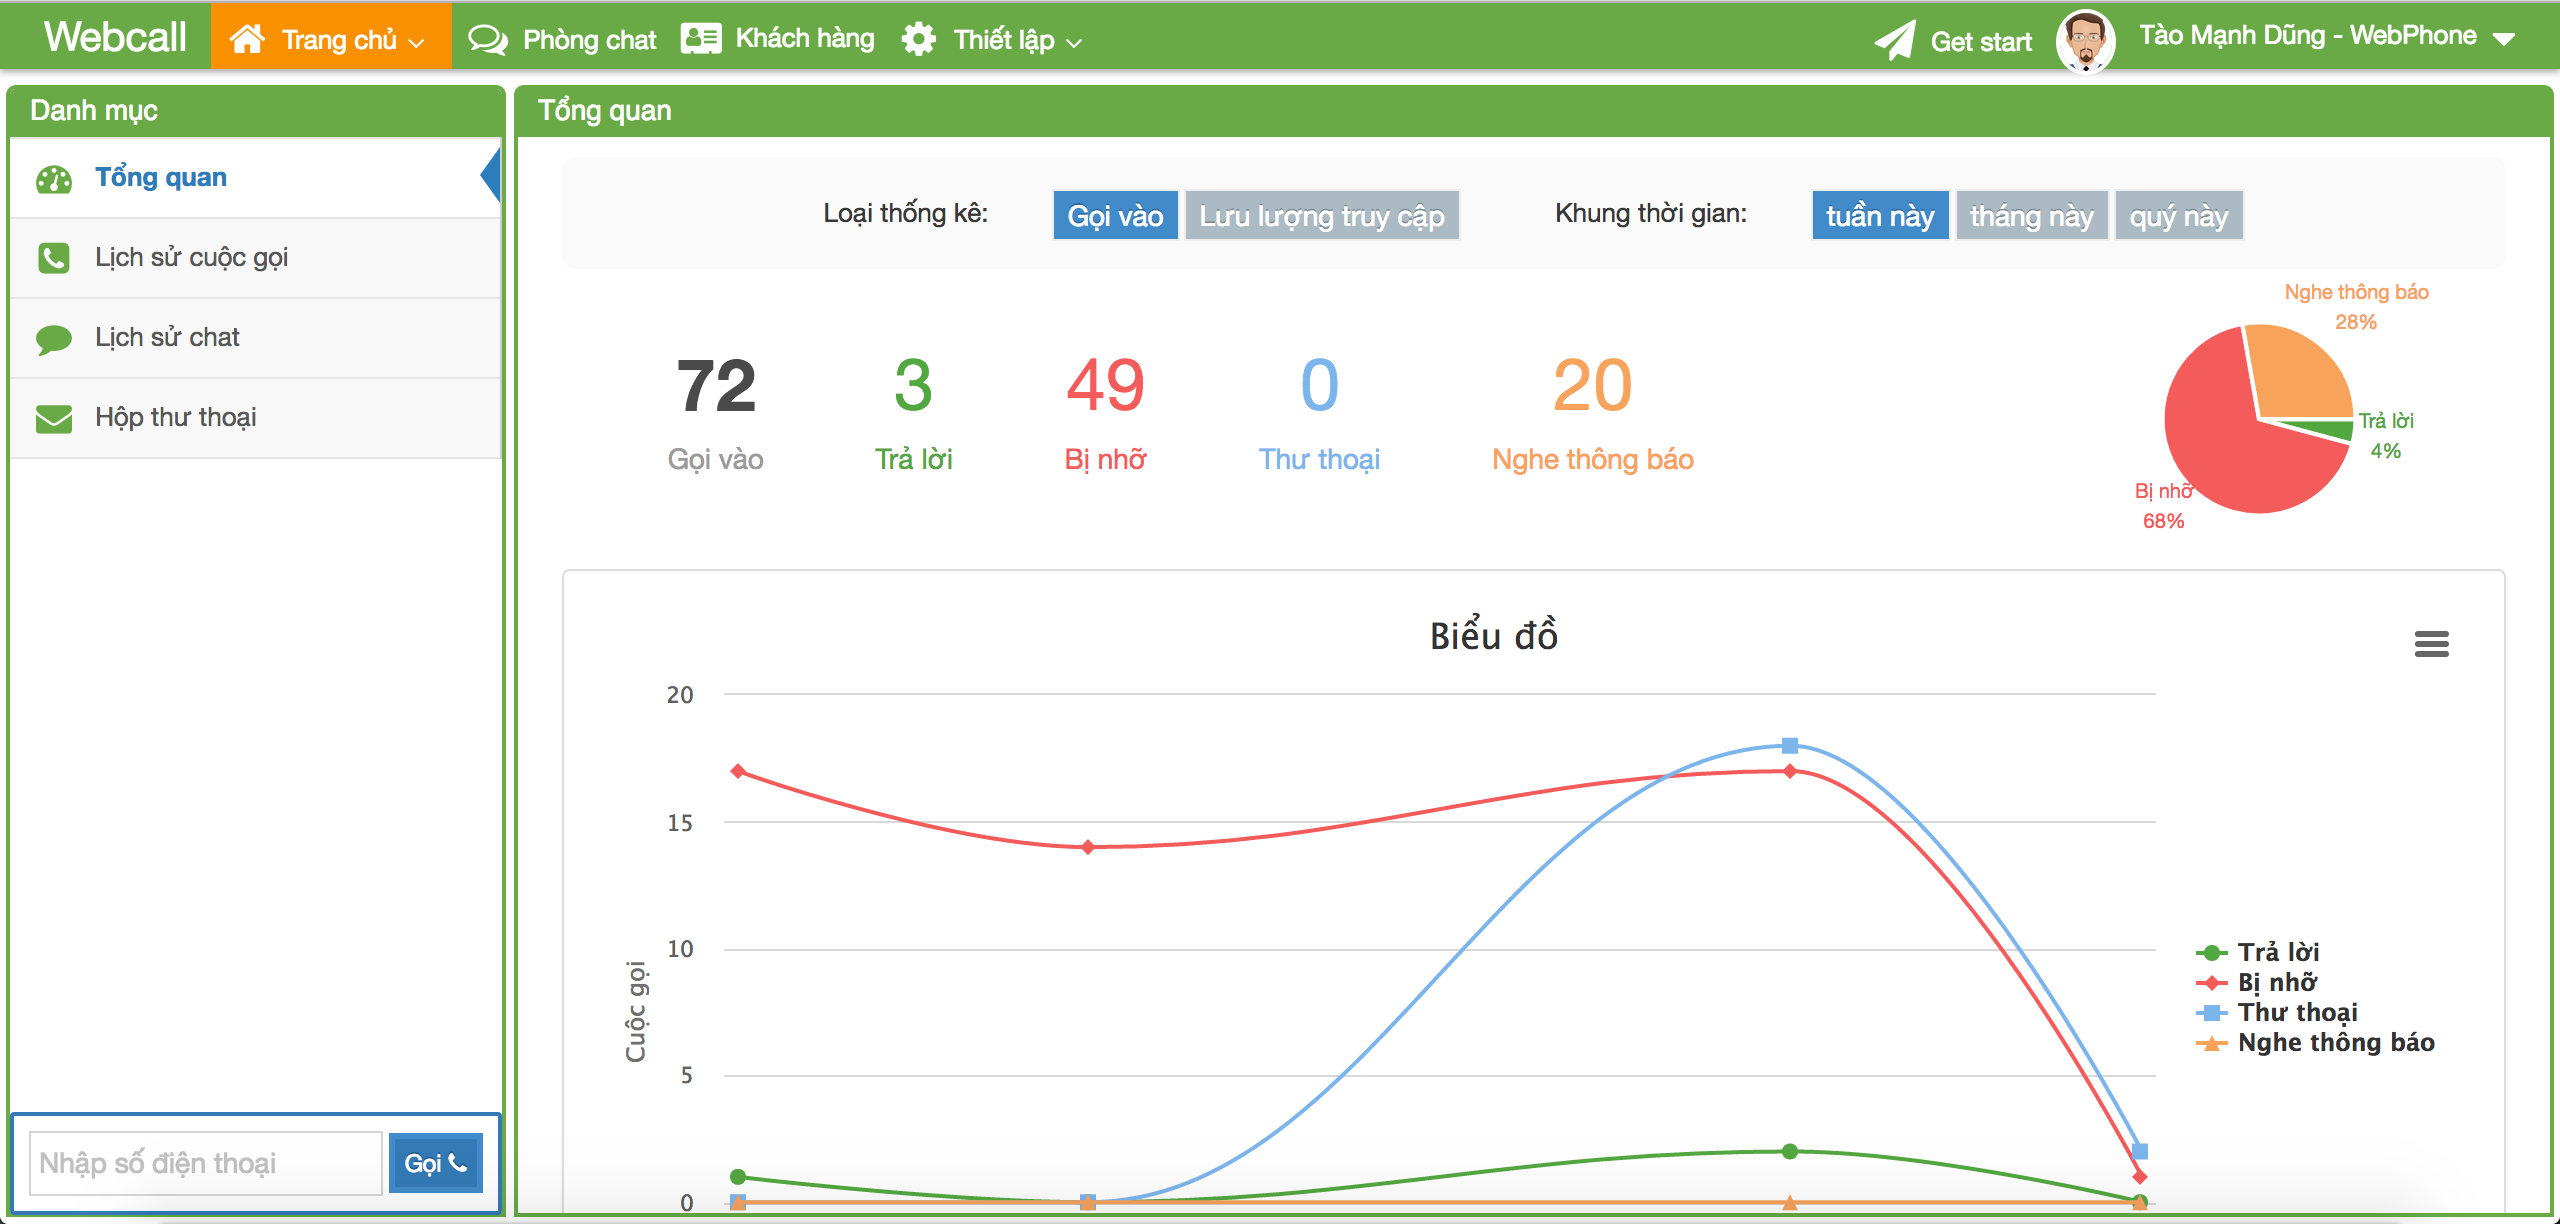 Webcall
Trang chủ
Phòng chat
Khách hàng
Thiết lập
Get start
Tào Mạnh Dũng - WebPhone
Danh mục
Tổng quan
Lịch sử cuộc gọi
Lịch sử chat
Hộp thư thoại
Nhập số điện thoại
Gọi
Tổng quan
Loại thống kê:
Gọi vào
Lưu lượng truy cập
Khung thời gian:
tuần này
tháng này
quý này
72
Gọi vào
3
Trả lời
49
Bị nhỡ
0
Thư thoại
20
Nghe thông báo
Nghe thông báo
28%
Trả lời
4%
Bị nhỡ
68%
Biểu đồ
20
15
10
5
0
Cuộc gọi
Trả lời
Bị nhỡ
Thư thoại
Nghe thông báo